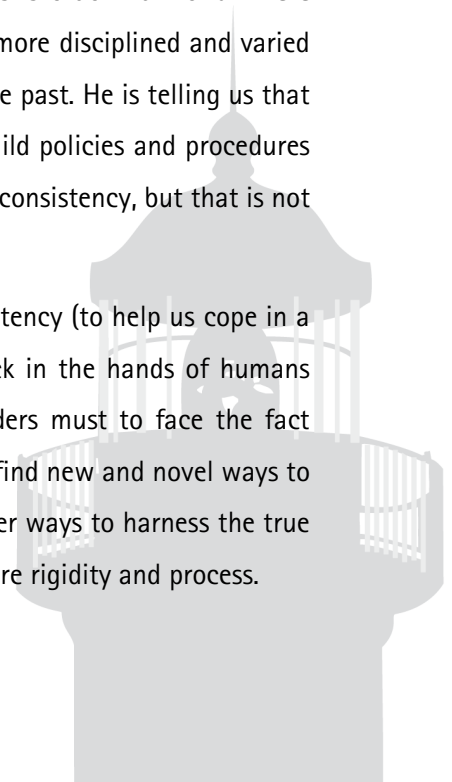 more disciplined and varied
e past. He is telling us that
ild policies and procedures
consistency, but that is not
tency (to help us cope in a
k in the hands of humans
ders must to face the fact
find new and novel ways to
er ways to harness the true
re rigidity and process.